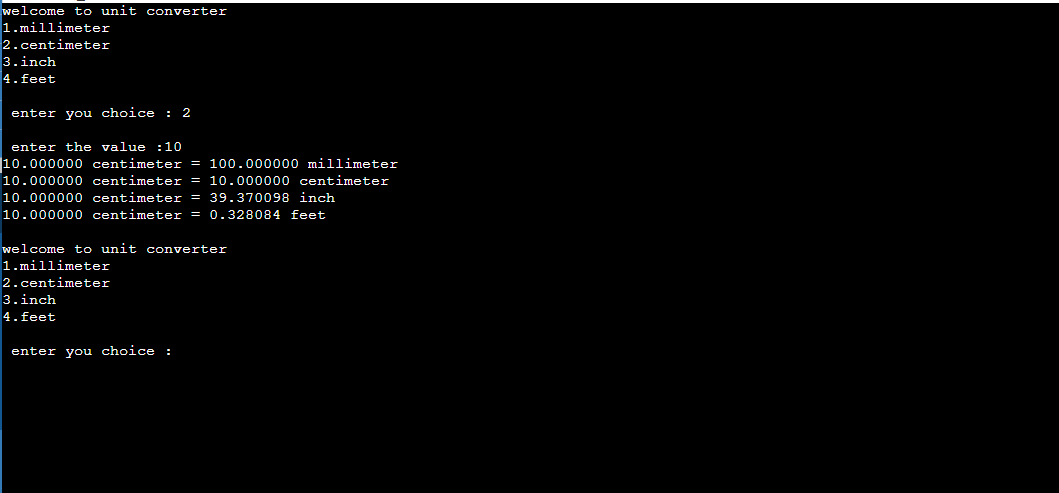 welcome to unit converter
1.millimeter
2.centimeter
3.inch
4.feet
enter you choice : 2
enter the value :10
10.000000 centimeter = 100.000000 millimeter
10.000000 centimeter = 10.000000 centimeter
10.000000 centimeter = 39.370098 inch
10.000000 centimeter = 0.328084 feet
welcome to unit converter
1.millimeter
2.centimeter
3.inch
4.feet
enter you choice :